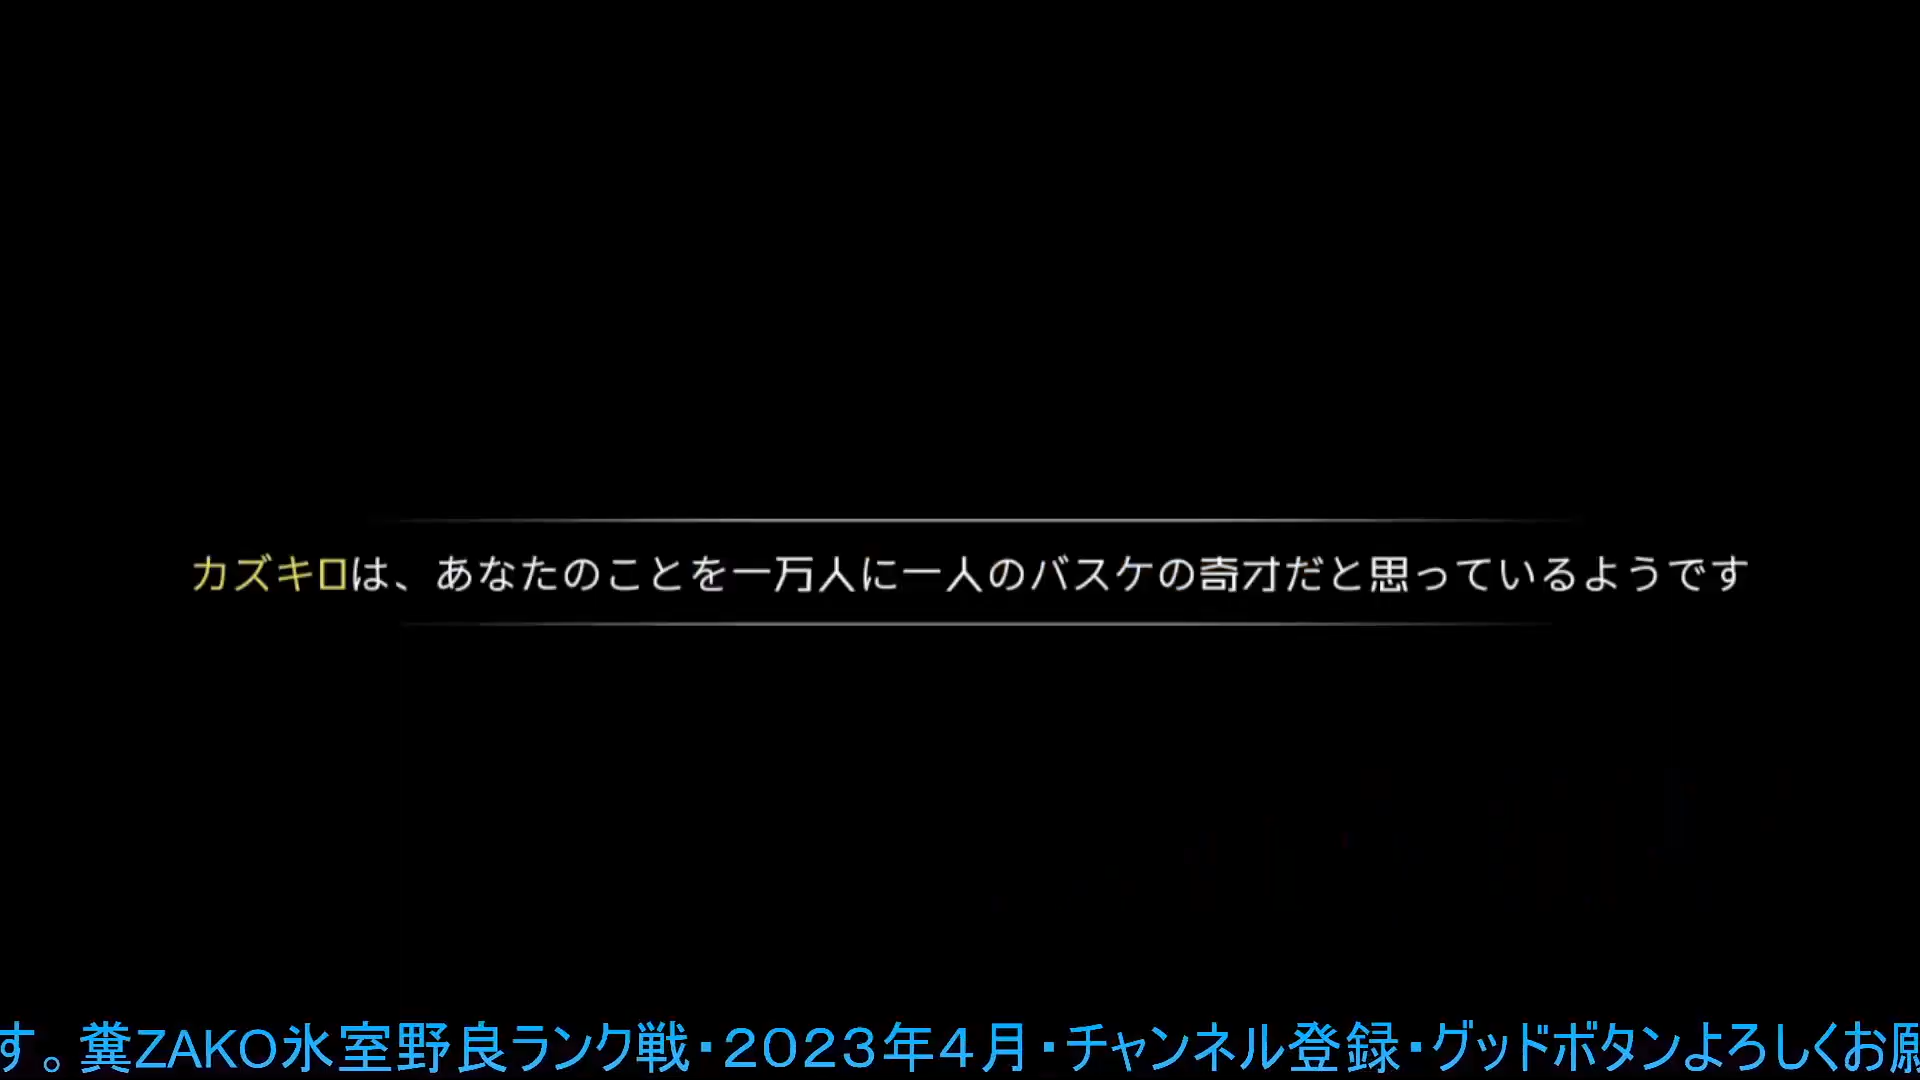 カズキロは、あなたのことを一万人に一人のバスケの奇才だと思っているようです
す。糞ZAKO氷室野良ランク戦・２０２３年４月・チャンネル登録・グッドボタンよろしくお願